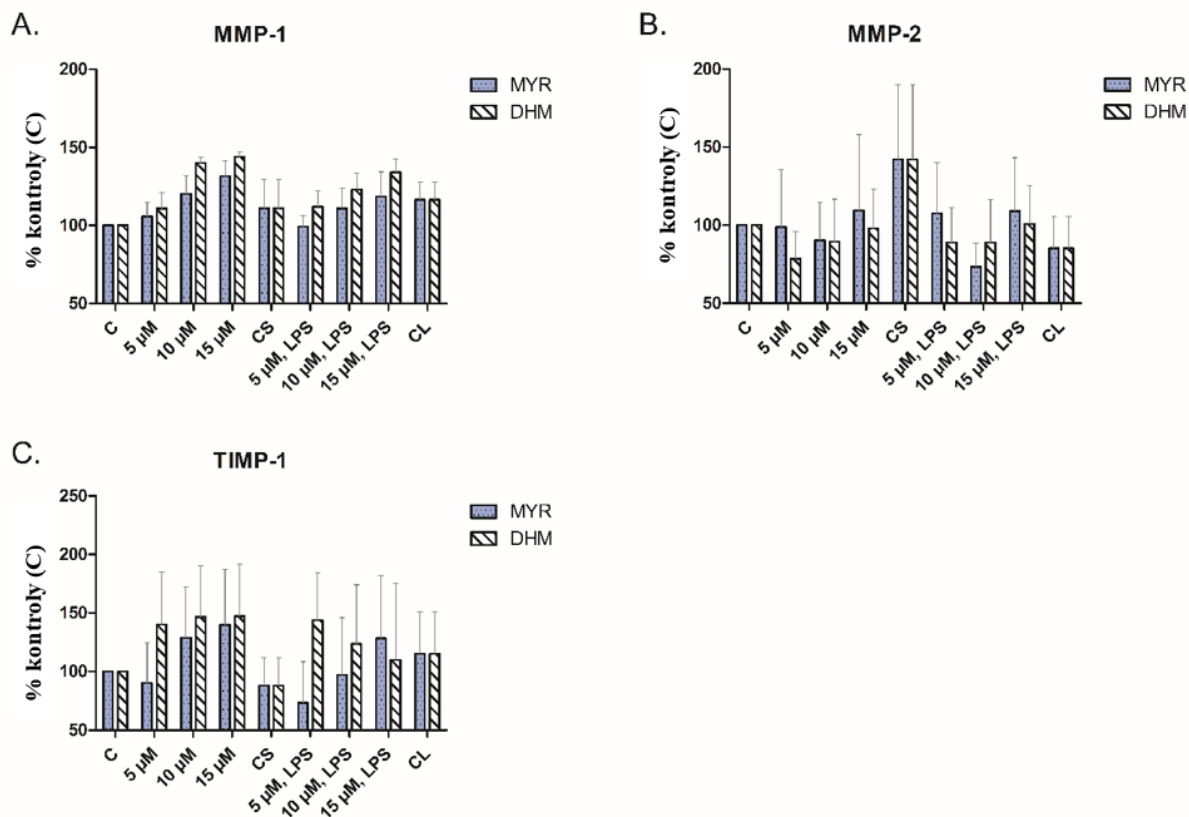 A.
MMP-1
% kontroly (C)
200
150
100
50
C
5 µM
10 µM
15 µM
CS
5 µM, LPS
10 µM, LPS
15 µM, LPS
CL
MYR
DHM
B.
MMP-2
% kontroly (C)
200
150
100
50
C
5 µM
10 µM
15 µM
CS
5 µM, LPS
10 µM, LPS
15 µM, LPS
CL
MYR
DHM
C.
TIMP-1
% kontroly (C)
250
200
150
100
50
C
5 µM
10 µM
15 µM
CS
5 µM, LPS
10 µM, LPS
15 µM, LPS
CL
MYR
DHM